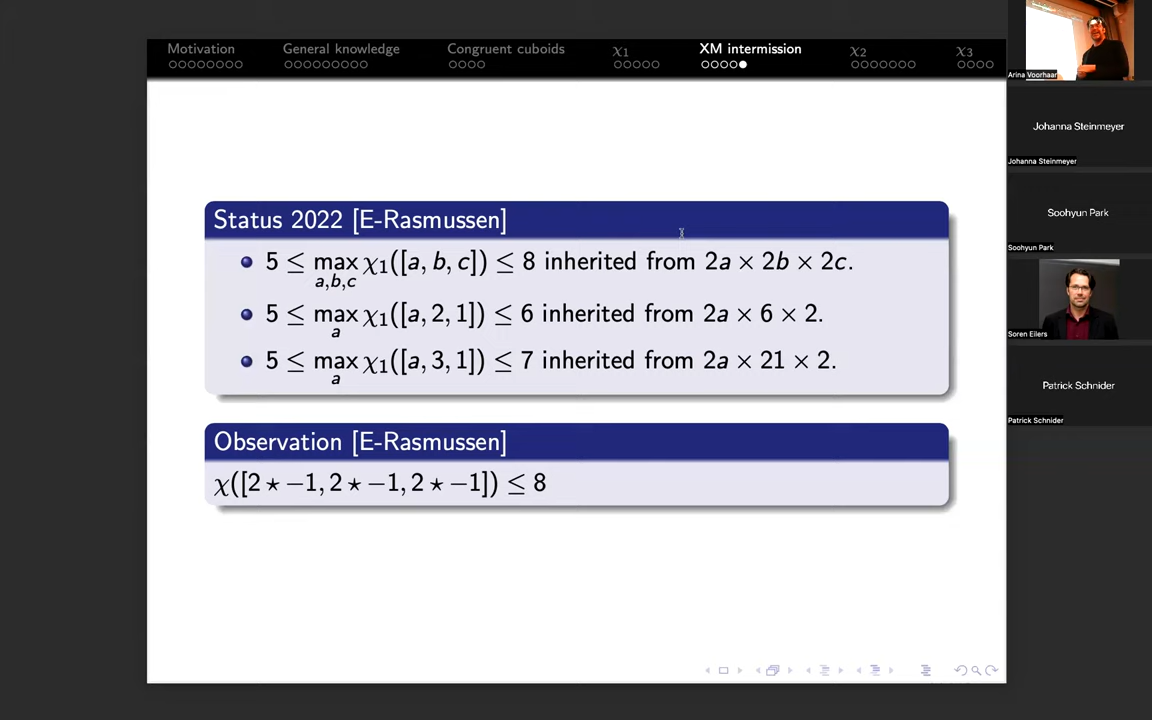 Motivation General knowledge Congruent cuboids χ₁ XM intermission χ₂ χ₃
Status 2022 [E-Rasmussen]
5 ≤ max χ₁([a, b, c]) ≤ 8 inherited from 2a × 2b × 2c.
a,b,c
5 ≤ max χ₁([a, 2, 1]) ≤ 6 inherited from 2a × 6 × 2.
a
5 ≤ max χ₁([a, 3, 1]) ≤ 7 inherited from 2a × 21 × 2.
a
Observation [E-Rasmussen]
χ([2 ⋆ −1, 2 ⋆ −1, 2 ⋆ −1]) ≤ 8
Arina Voorhaar
Johanna Steinmeyer
Johanna Steinmeyer
Soohyun Park
Soohyun Park
Soren Eilers
Patrick Schnider
Patrick Schnider